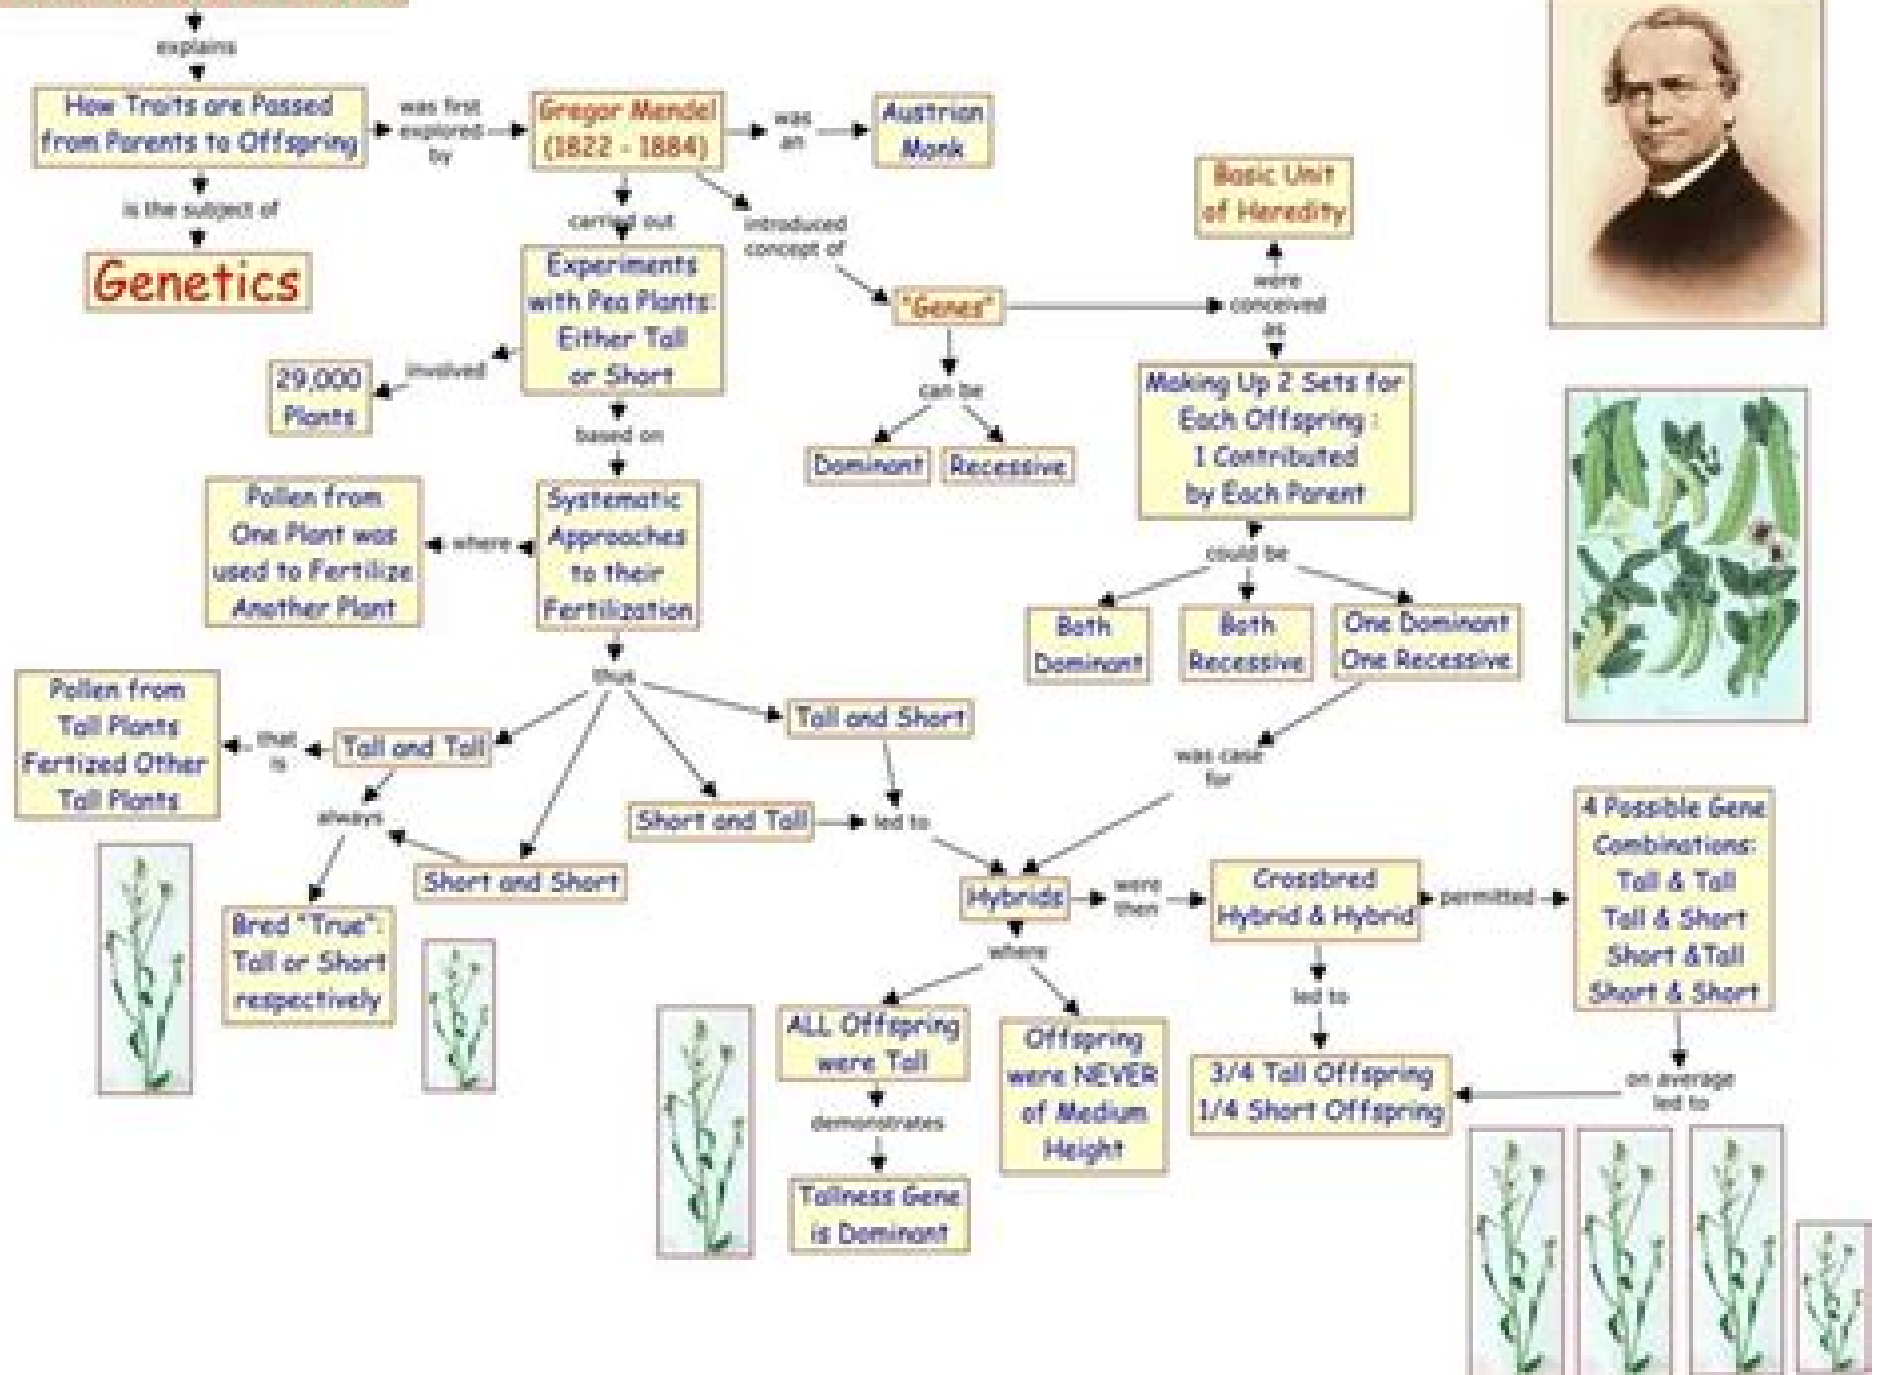 explains
How Traits are Passed
from Parents to Offspring
was first
explored
by
Gregor Mendel
(1822 - 1884)
was
an
Austrian
Monk
is the subject of
Genetics
carried out
introduced
concept of
Basic Unit
of Heredity
Experiments
with Pea Plants:
Either Tall
or Short
"Genes"
were
conceived
as
involved
29,000
Plants
can be
Dominant
Recessive
Making Up 2 Sets for
Each Offspring :
1 Contributed
by Each Parent
based on
Systematic
Approaches
to their
Fertilization
where
Pollen from
One Plant was
used to Fertilize
Another Plant
could be
Both
Dominant
Both
Recessive
One Dominant
One Recessive
thus
Tall and Tall
that
is
Pollen from
Tall Plants
Fertized Other
Tall Plants
Tall and Short
Short and Tall
led to
always
Short and Short
Bred "True":
Tall or Short
respectively
was case
for
Hybrids
were
then
Crossbred
Hybrid & Hybrid
permitted
4 Possible Gene
Combinations:
Tall & Tall
Tall & Short
Short &Tall
Short & Short
where
ALL Offspring
were Tall
Offspring
were NEVER
of Medium
Height
demonstrates
Tallness Gene
is Dominant
led to
3/4 Tall Offspring
1/4 Short Offspring
on average
led to